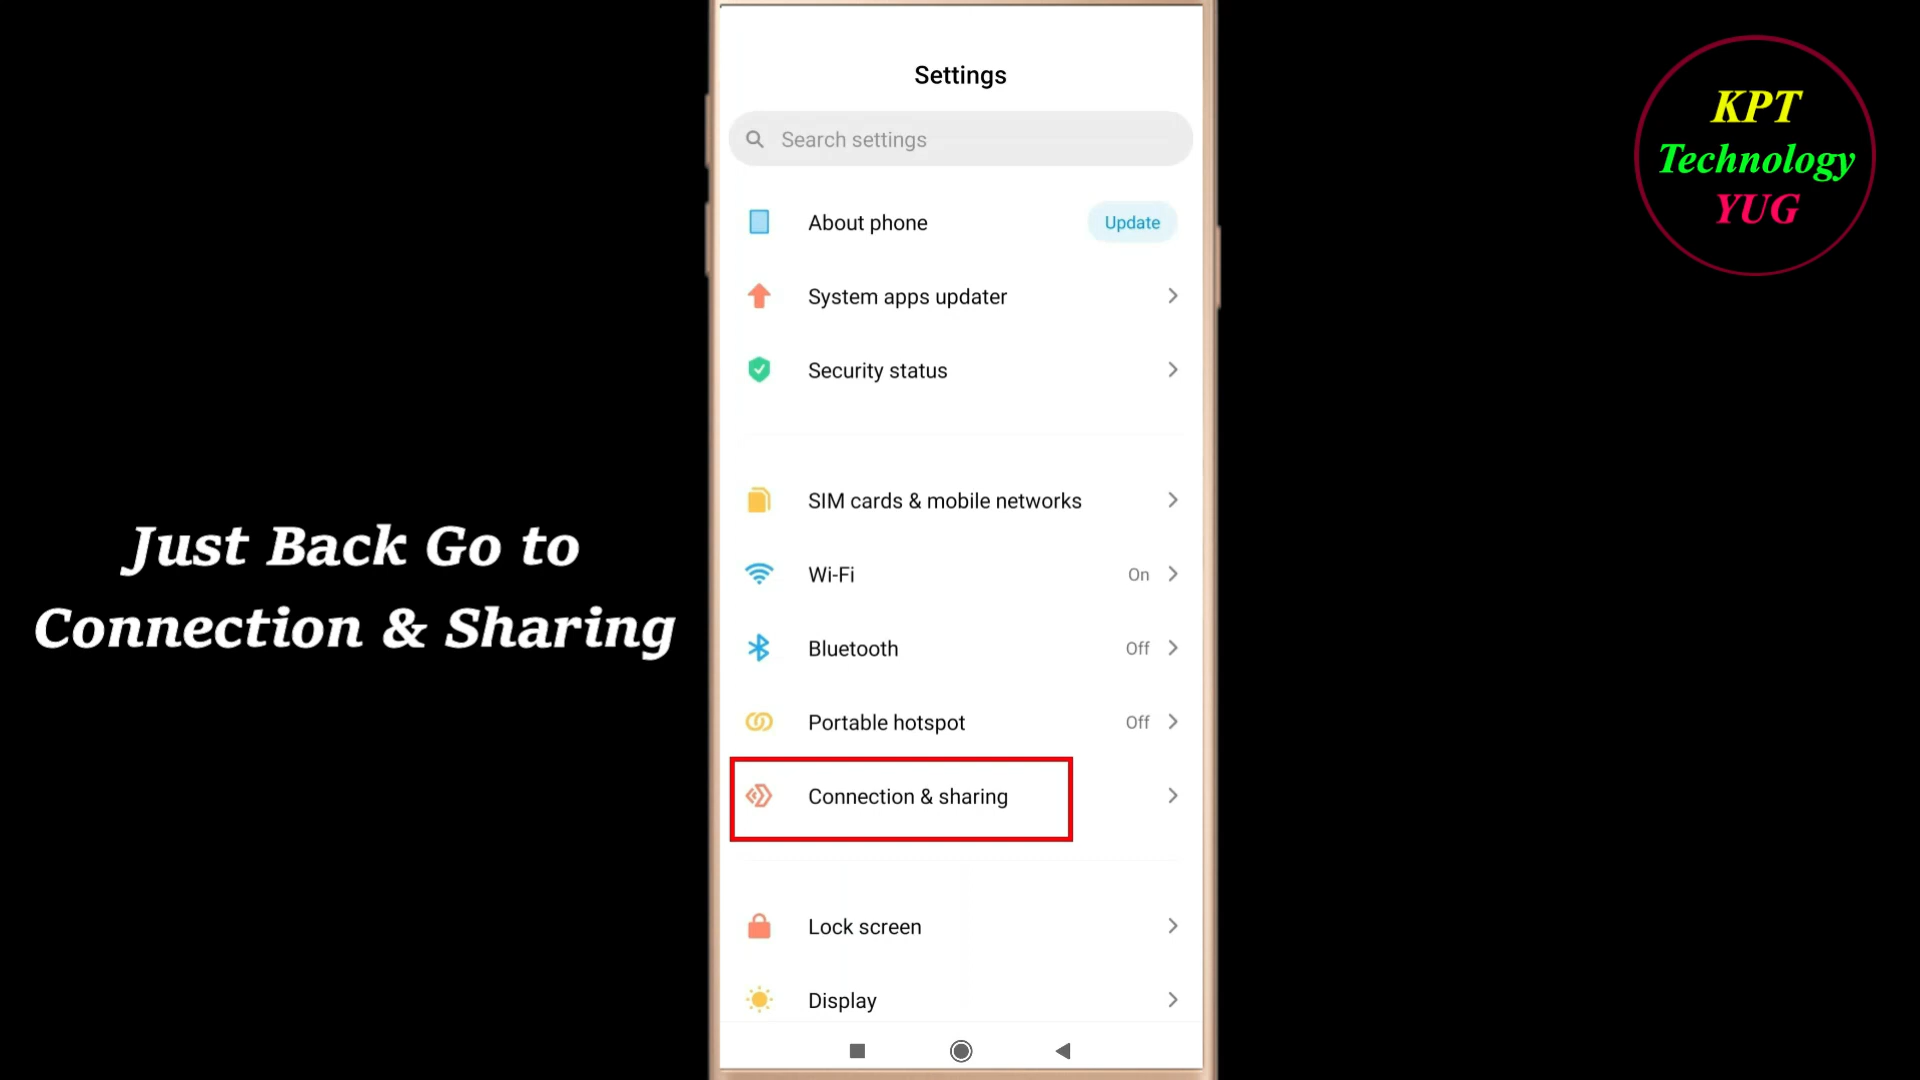 Settings
Search settings
About phone
Update
System apps updater
Security status
SIM cards & mobile networks
Wi-Fi
On
Bluetooth
Off
Portable hotspot
Off
Connection & sharing
Lock screen
Display
Just Back Go to
Connection & Sharing
KPT
Technology
YUG